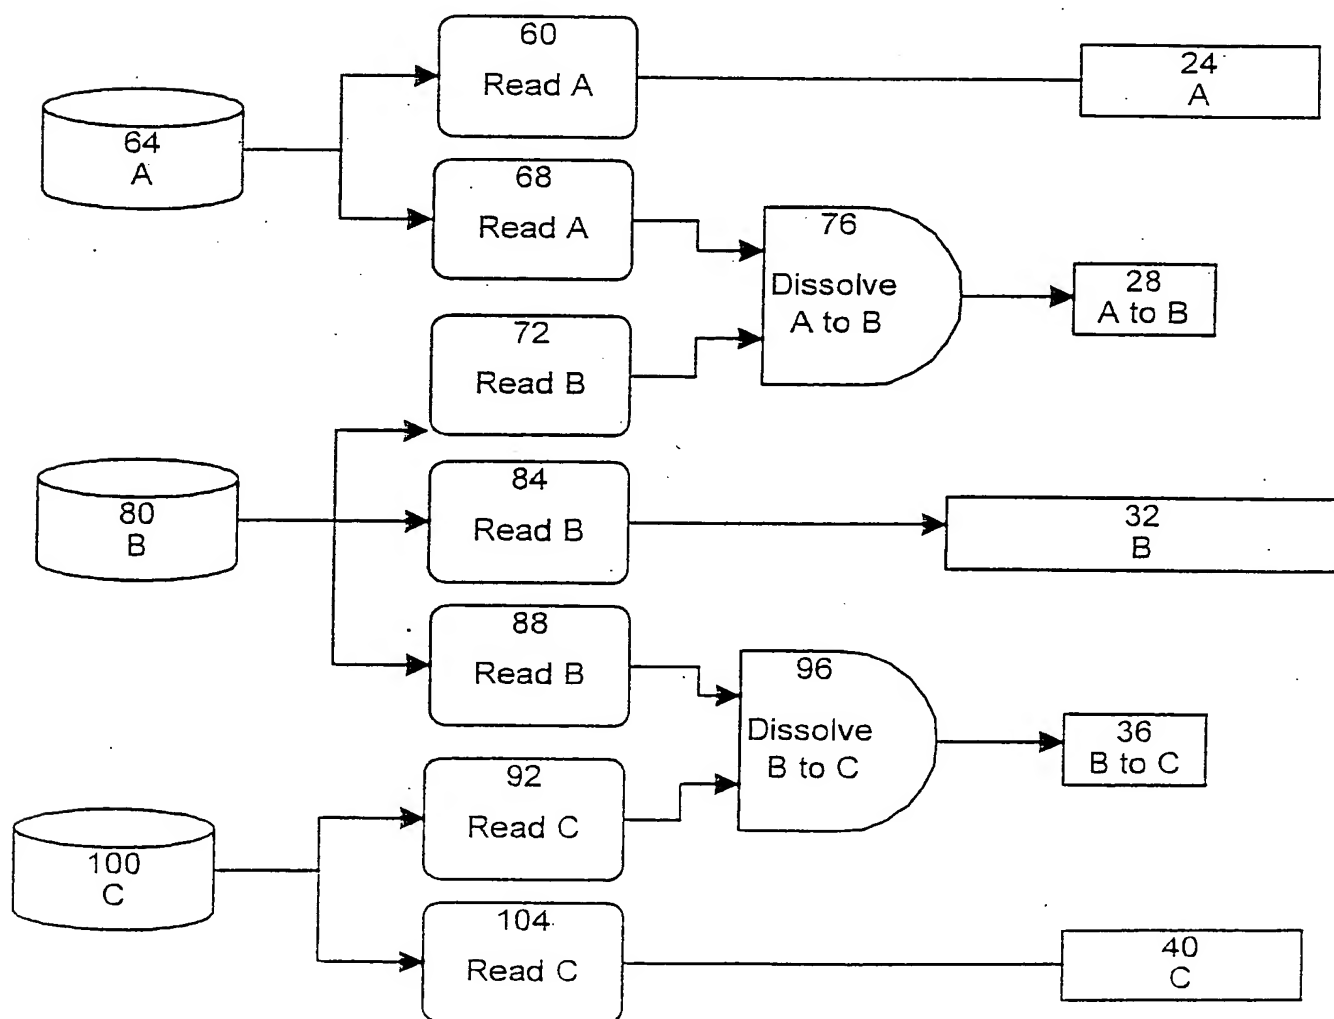 60
Read A
24
A
64
A
68
Read A
76
Dissolve
A to B
28
A to B
72
Read B
80
B
84
Read B
32
B
88
Read B
96
Dissolve
B to C
36
B to C
92
Read C
100
C
104
Read C
40
C